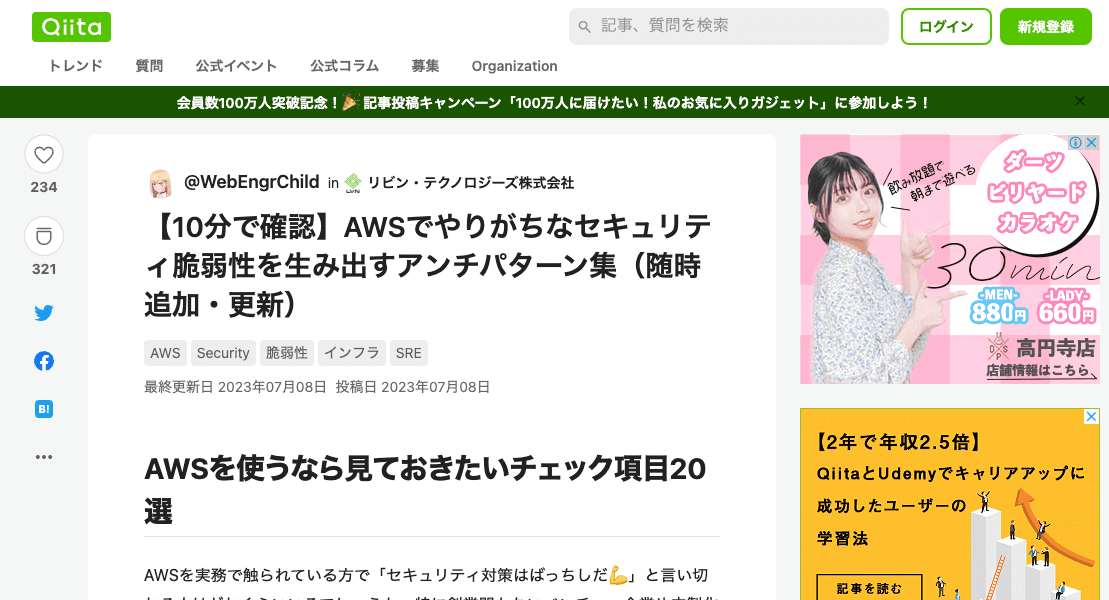 Qiita
記事、質問を検索
ログイン
新規登録
トレンド 質問 公式イベント 公式コラム 募集 Organization
会員数100万人突破記念！🎉 記事投稿キャンペーン「100万人に届けたい！私のお気に入りガジェット」に参加しよう！
234
321
B!
@WebEngrChild in LVN リビン・テクノロジーズ株式会社
【10分で確認】AWSでやりがちなセキュリテ
ィ脆弱性を生み出すアンチパターン集（随時
追加・更新）
AWS Security 脆弱性 インフラ SRE
最終更新日 2023年07月08日 投稿日 2023年07月08日
AWSを使うなら見ておきたいチェック項目20
選
AWSを実務で触られている方で「セキュリティ対策はばっちしだ💪」と言い切
飲み放題で
朝まで遊べる
ダーツ
ビリヤード
カラオケ
30min
-MEN- -LADY-
880円 660円
高円寺店
店舗情報はこちら
【2年で年収2.5倍】
QiitaとUdemyでキャリアアップに
成功したユーザーの
学習法
記事を読む